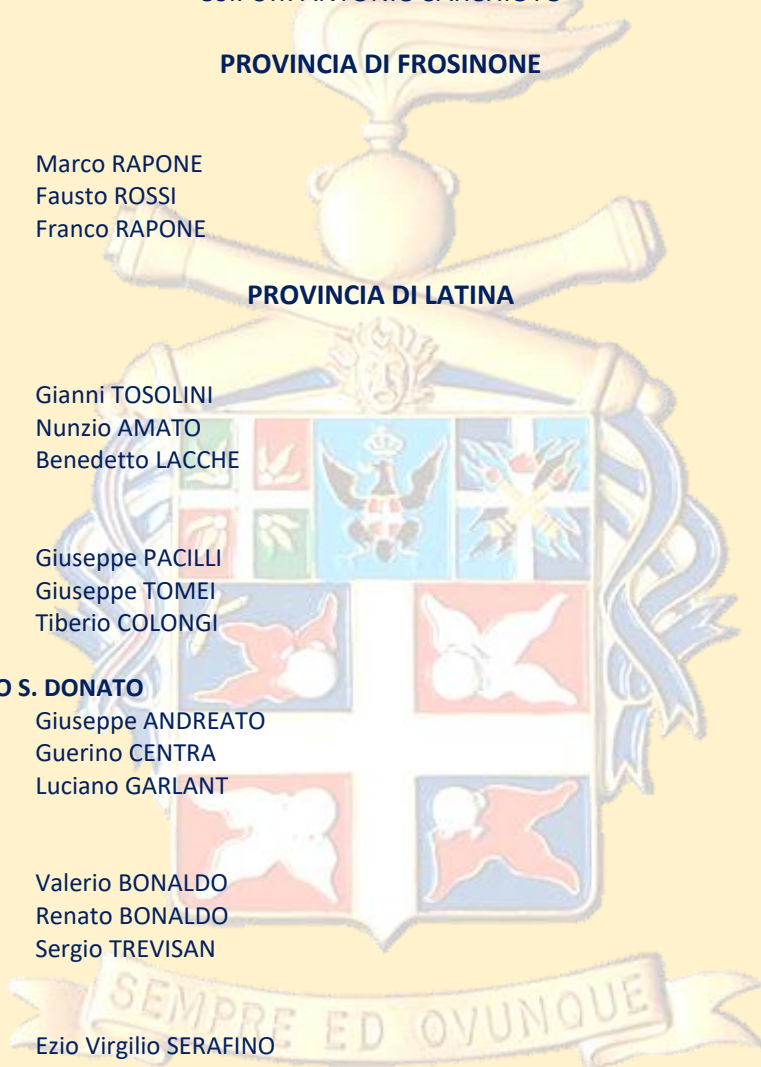 ANTONIO
PROVINCIA DI FROSINONE
Marco RAPONE
Fausto ROSSI
Franco RAPONE
PROVINCIA DI LATINA
Gianni TOSOLINI
Nunzio AMATO
Benedetto LACCHE
Giuseppe PACILLI
Giuseppe TOMEI
Tiberio COLONGI
O S. DONATO
Giuseppe ANDREATO
Guerino CENTRA
Luciano GARLANT
Valerio BONALDO
Renato BONALDO
Sergio TREVISAN
SEMPRE ED OVUNQUE
Ezio Virgilio SERAFINO